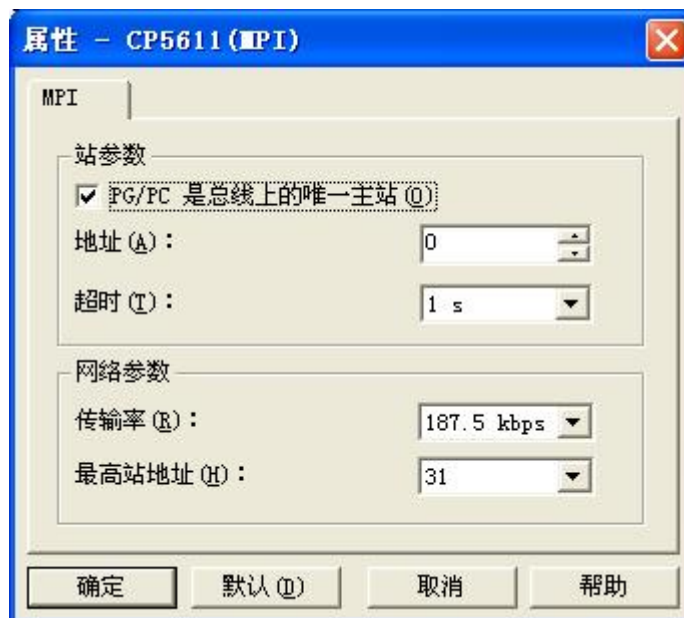 属性 - CP5611(MPI)
MPI
站参数
PG/PC 是总线上的唯一主站(O)
地址(A): 0
超时(T): 1 s
网络参数
传输率(R): 187.5 kbps
最高站地址(H): 31
确定 默认(D) 取消 帮助